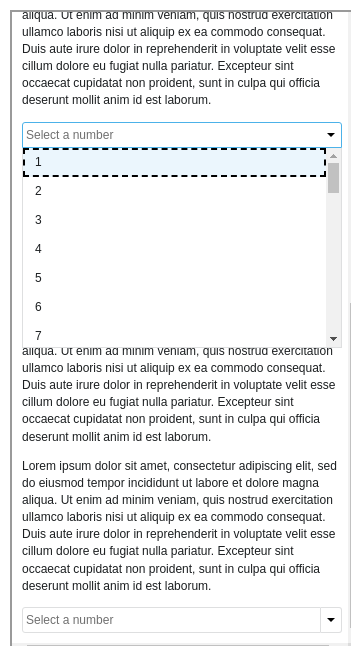 aliqua. Ut enim ad minim veniam, quis nostrud exercitation
ullamco laboris nisi ut aliquip ex ea commodo consequat.
Duis aute irure dolor in reprehenderit in voluptate velit esse
cillum dolore eu fugiat nulla pariatur. Excepteur sint
occaecat cupidatat non proident, sunt in culpa qui officia
deserunt mollit anim id est laborum.
Select a number
1
2
3
4
5
6
7
aliqua. Ut enim ad minim veniam, quis nostrud exercitation
ullamco laboris nisi ut aliquip ex ea commodo consequat.
Duis aute irure dolor in reprehenderit in voluptate velit esse
cillum dolore eu fugiat nulla pariatur. Excepteur sint
occaecat cupidatat non proident, sunt in culpa qui officia
deserunt mollit anim id est laborum.
Lorem ipsum dolor sit amet, consectetur adipiscing elit, sed
do eiusmod tempor incididunt ut labore et dolore magna
aliqua. Ut enim ad minim veniam, quis nostrud exercitation
ullamco laboris nisi ut aliquip ex ea commodo consequat.
Duis aute irure dolor in reprehenderit in voluptate velit esse
cillum dolore eu fugiat nulla pariatur. Excepteur sint
occaecat cupidatat non proident, sunt in culpa qui officia
deserunt mollit anim id est laborum.
Select a number